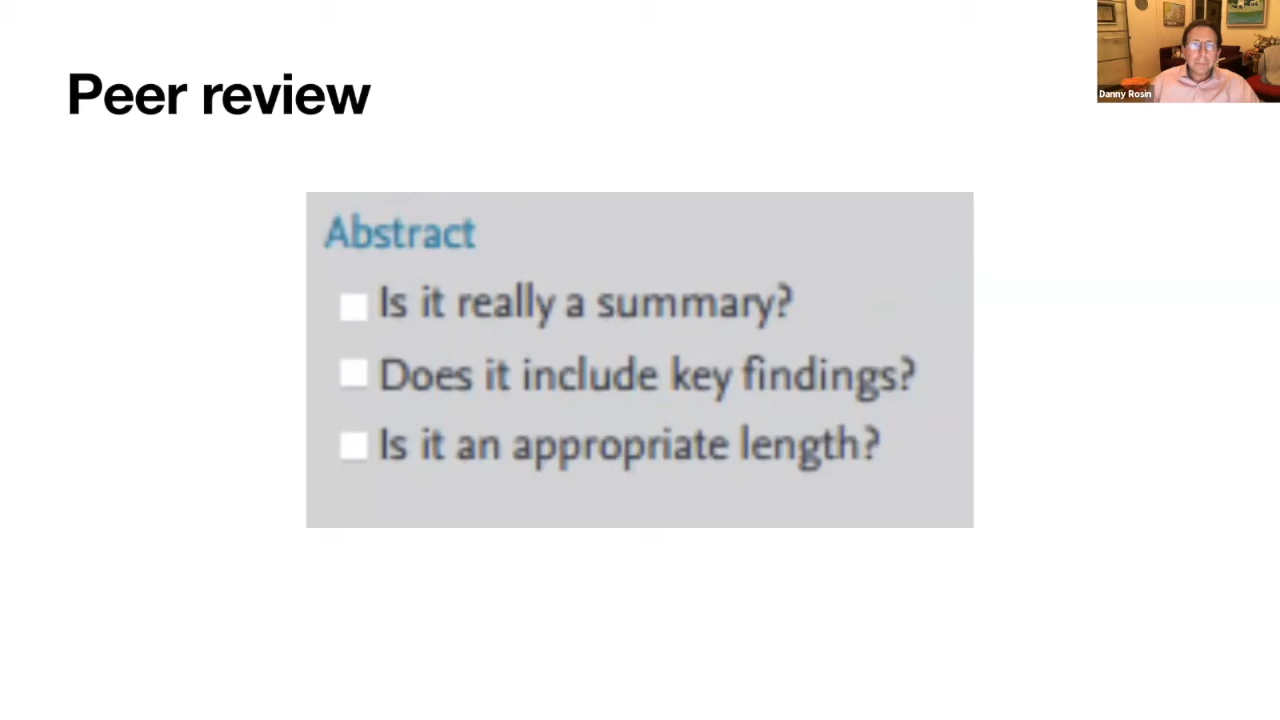 Peer review
Danny Rosin
Abstract
Is it really a summary?
Does it include key findings?
Is it an appropriate length?